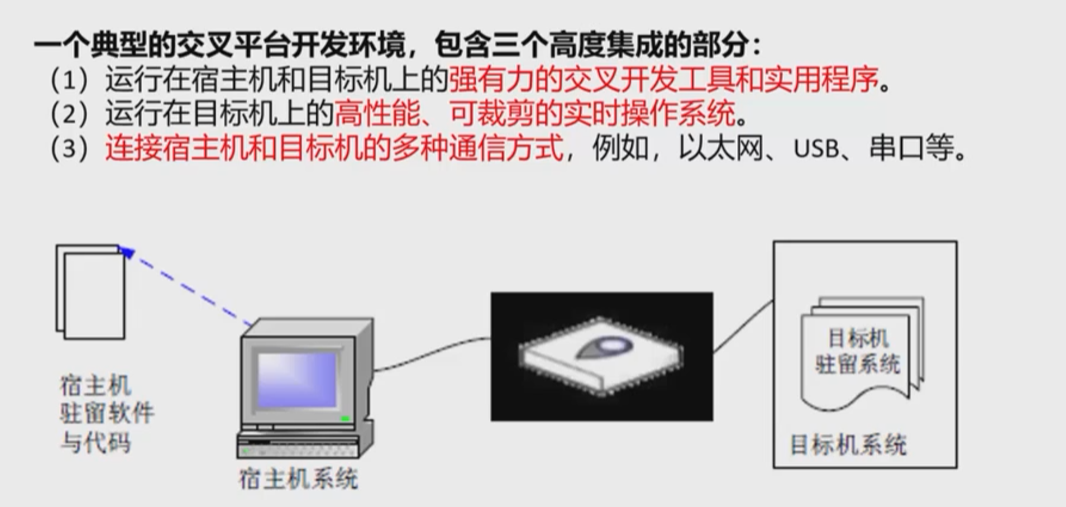 一个典型的交叉平台开发环境，包含三个高度集成的部分：
（1）运行在宿主机和目标机上的强有力的交叉开发工具和实用程序。
（2）运行在目标机上的高性能、可裁剪的实时操作系统。
（3）连接宿主机和目标机的多种通信方式，例如，以太网、USB、串口等。
宿主机
驻留软件
与代码
宿主机系统
目标机
驻留系统
目标机系统